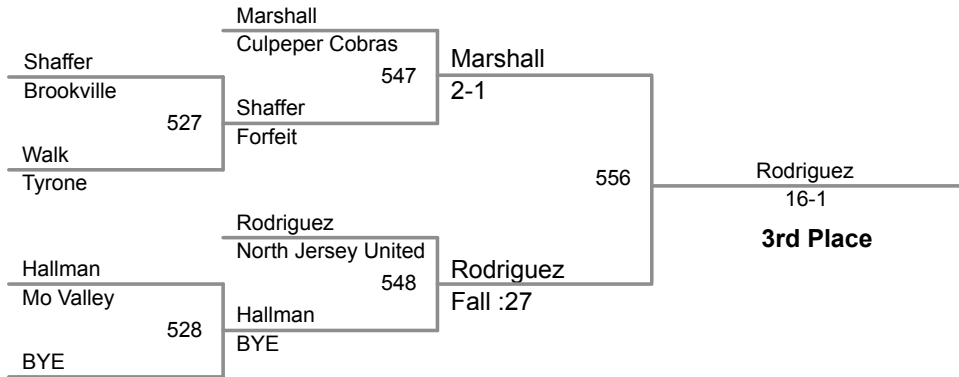 Marshall
Culpeper Cobras
Shaffer
Brookville
547
Marshall
2-1
527
Shaffer
Forfeit
Walk
Tyrone
556
Rodriguez
16-1
3rd Place
Rodriguez
North Jersey United
Hallman
Mo Valley
548
Rodriguez
Fall :27
528
Hallman
BYE
BYE